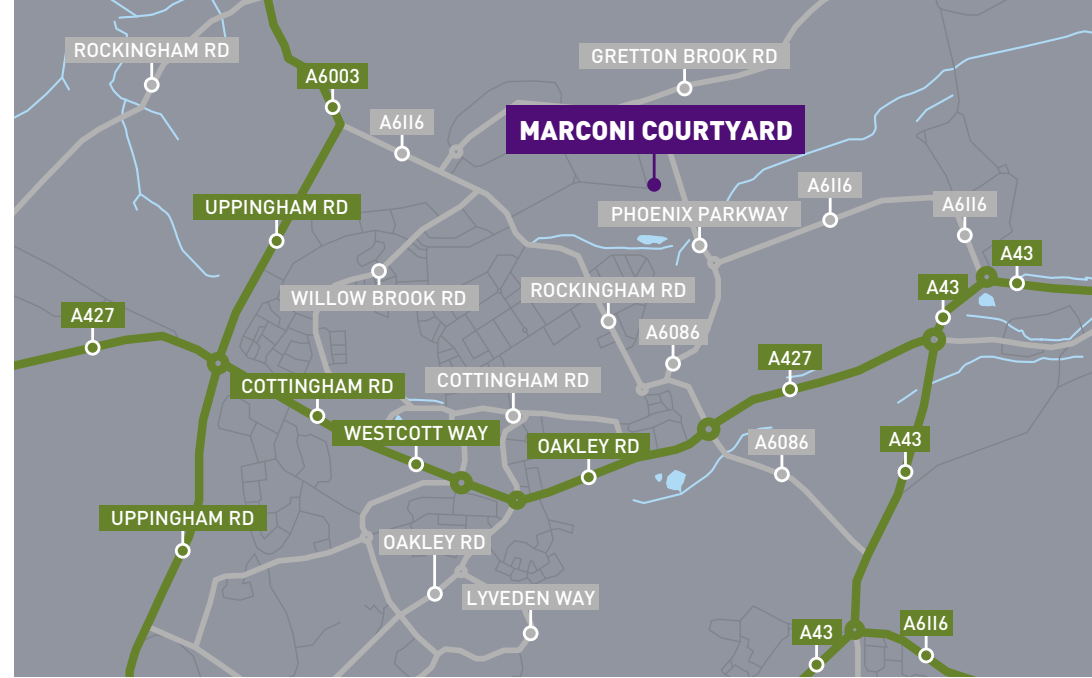 ROCKINGHAM RD
GRETTON BROOK RD
A6003
A6116
MARCONI COURTYARD
A6116
UPPINGHAM RD
PHOENIX PARKWAY
A6116
A43
WILLOW BROOK RD
ROCKINGHAM RD
A43
A427
A6086
A427
COTTINGHAM RD
COTTINGHAM RD
WESTCOTT WAY
OAKLEY RD
A6086
A43
UPPINGHAM RD
OAKLEY RD
LYVEDEN WAY
A43
A6116